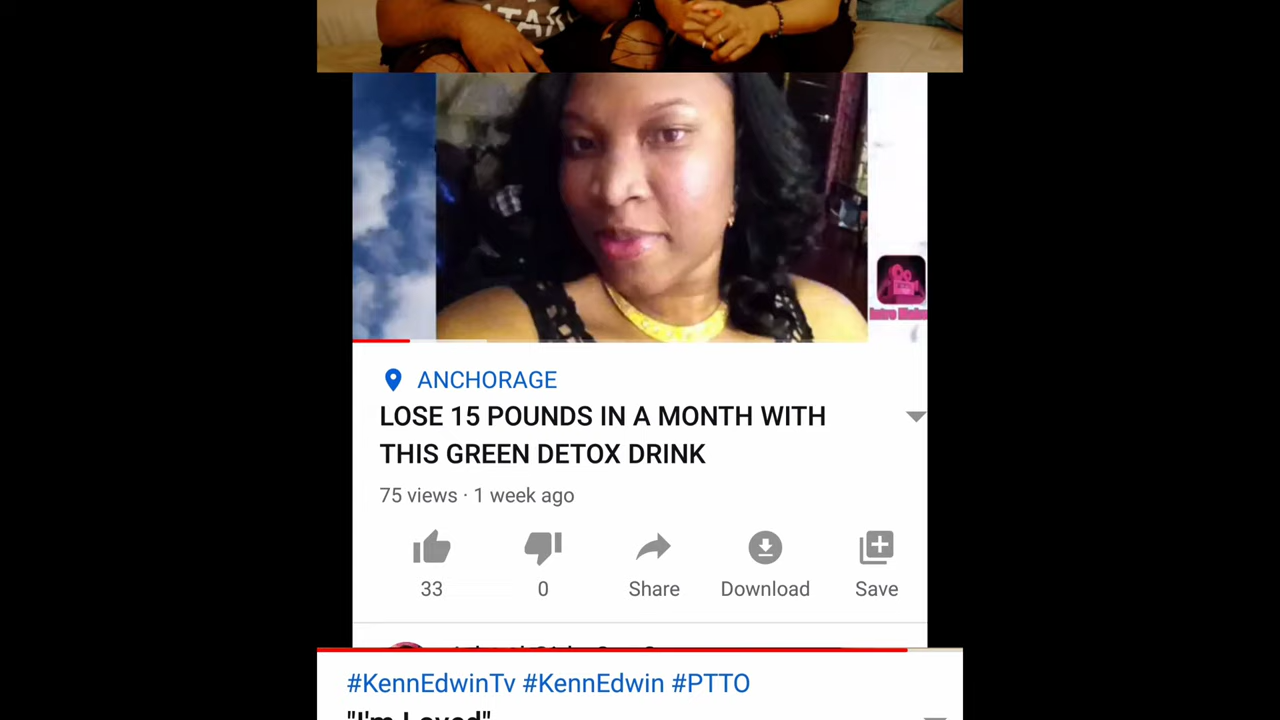 ANCHORAGE
LOSE 15 POUNDS IN A MONTH WITH
THIS GREEN DETOX DRINK
75 views · 1 week ago
33
0
Share
Download
Save
#KennEdwinTv #KennEdwin #PTTO
"I'm Loved"